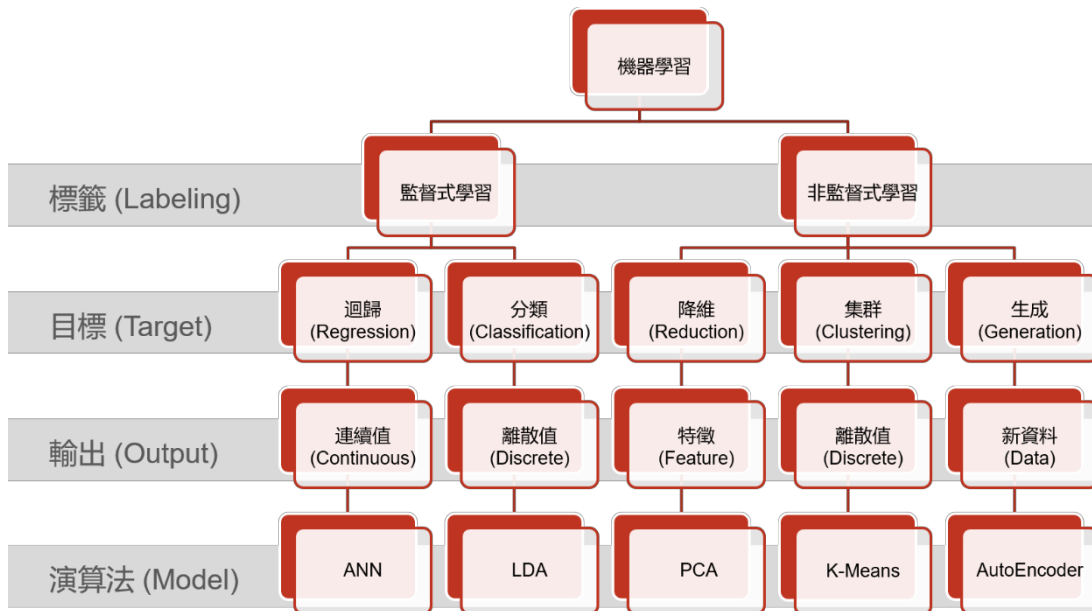 機器學習
標籤 (Labeling)
監督式學習
非監督式學習
目標 (Target)
迴歸
(Regression)
分類
(Classification)
降維
(Reduction)
集群
(Clustering)
生成
(Generation)
輸出 (Output)
連續值
(Continuous)
離散值
(Discrete)
特徵
(Feature)
離散值
(Discrete)
新資料
(Data)
演算法 (Model)
ANN
LDA
PCA
K-Means
AutoEncoder